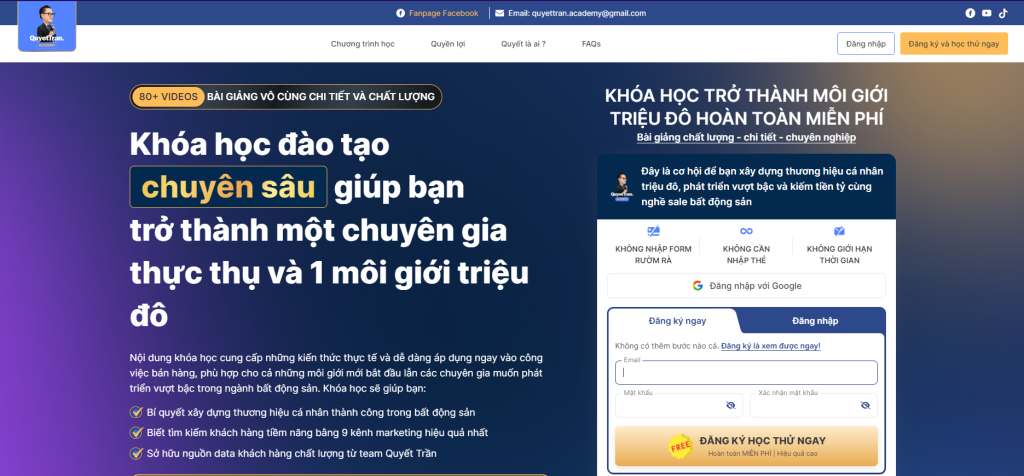 Fanpage Facebook
Email: quyettran.academy@gmail.com
QuyetTran.
Chương trình học
Quyền lợi
Quyết là ai ?
FAQs
Đăng nhập
Đăng ký và học thử ngay
80+ VIDEOS BÀI GIẢNG VÔ CÙNG CHI TIẾT VÀ CHẤT LƯỢNG
Khóa học đào tạo
chuyên sâu giúp bạn
trở thành một chuyên gia
thực thụ và 1 môi giới triệu
đô
Nội dung khóa học cung cấp những kiến thức thực tế và dễ dàng áp dụng ngay vào công
việc bán hàng, phù hợp cho cả những môi giới mới bắt đầu lẫn các chuyên gia muốn phát
triển vượt bậc trong ngành bất động sản. Khóa học sẽ giúp bạn:
Bí quyết xây dựng thương hiệu cá nhân thành công trong bất động sản
Biết tìm kiếm khách hàng tiềm năng bằng 9 kênh marketing hiệu quả nhất
Sở hữu nguồn data khách hàng chất lượng từ team Quyết Trần
KHÓA HỌC TRỞ THÀNH MÔI GIỚI
TRIỆU ĐÔ HOÀN TOÀN MIỄN PHÍ
Bài giảng chất lượng - chi tiết - chuyên nghiệp
QuyetTran.
Đây là cơ hội để bạn xây dựng thương hiệu cá nhân
triệu đô, phát triển vượt bậc và kiếm tiền tỷ cùng
nghề sale bất động sản
KHÔNG NHẬP FORM
RƯỜM RÀ
KHÔNG CẦN
NHẬP THẺ
KHÔNG GIỚI HẠN
THỜI GIAN
Đăng nhập với Google
Đăng ký ngay
Đăng nhập
Không có thêm bước nào cả. Đăng ký là xem được ngay!
Email
Mật khẩu
Xác nhận mật khẩu
FREE
ĐĂNG KÝ HỌC THỬ NGAY
Hoàn toàn MIỄN PHÍ | Hiệu quả cao